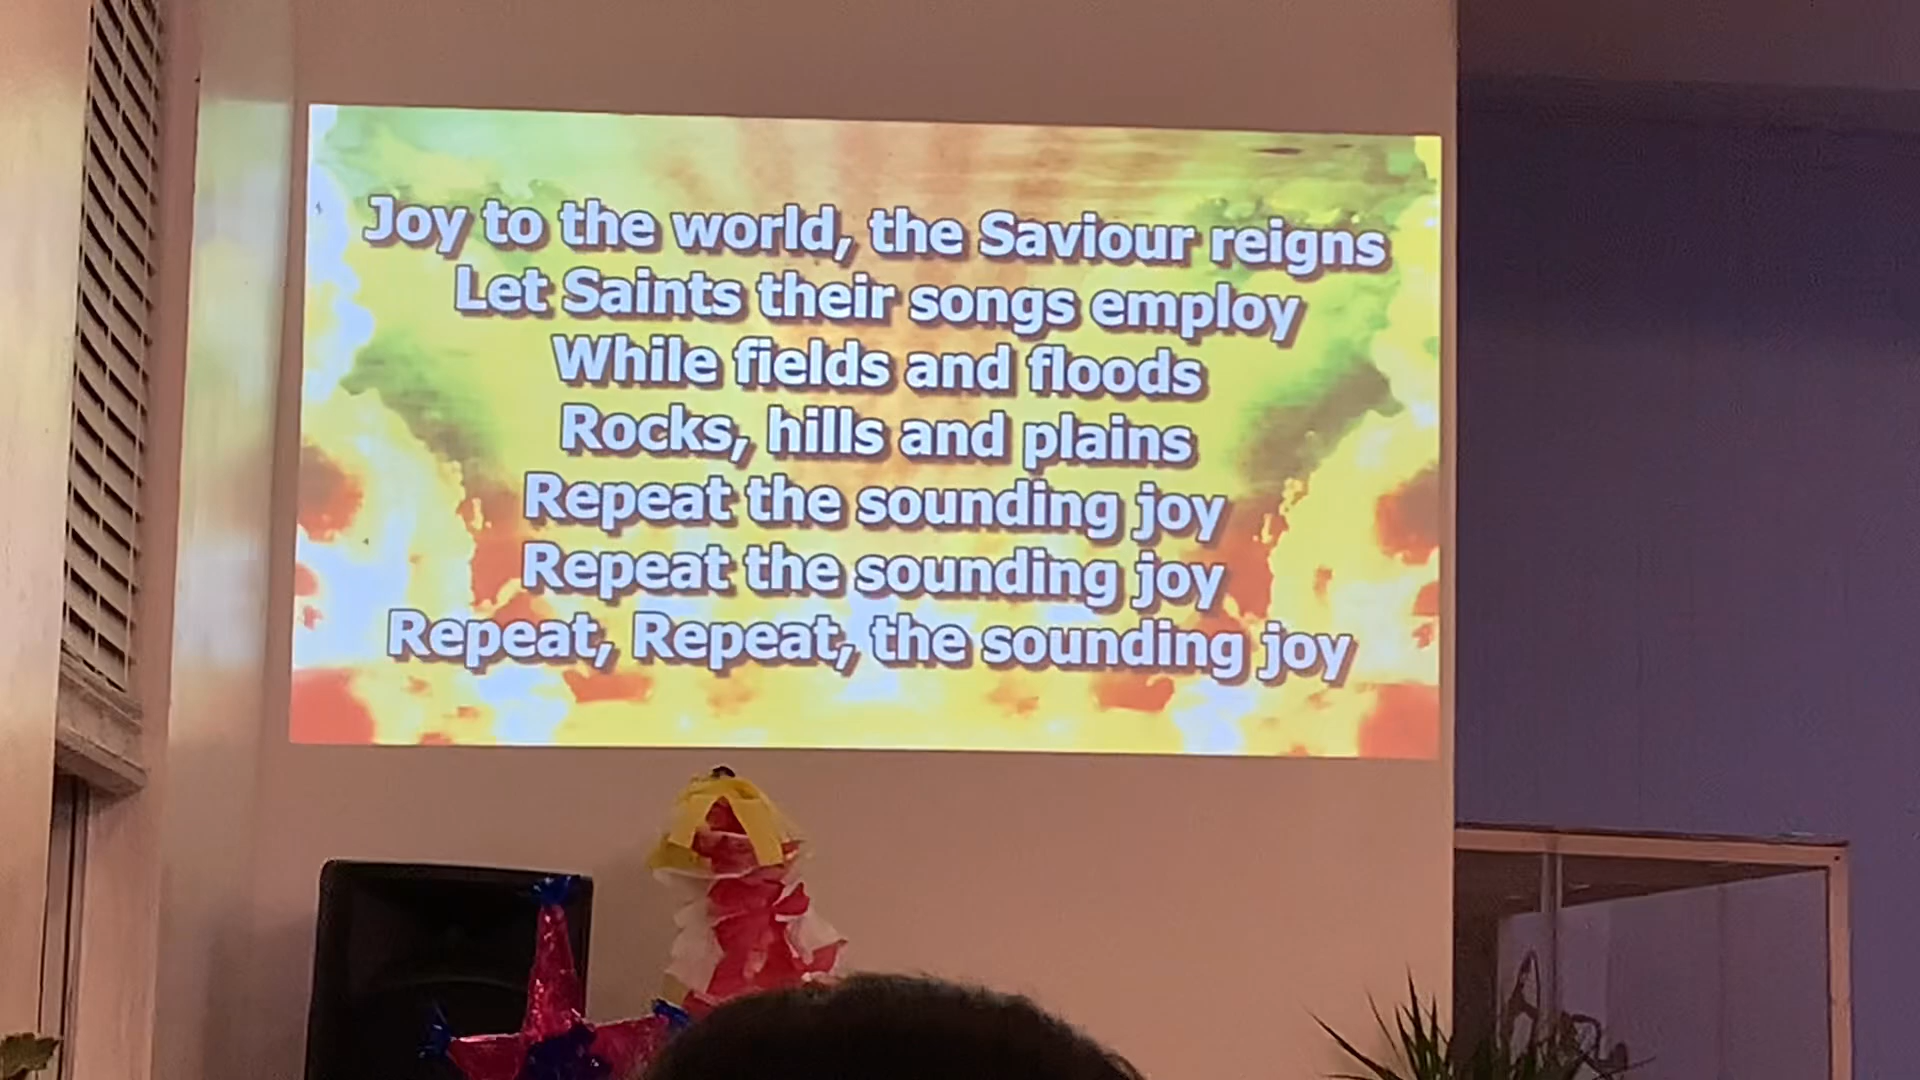 Joy to the world, the Saviour reigns
Let Saints their songs employ
While fields and floods
Rocks, hills and plains
Repeat the sounding joy
Repeat the sounding joy
Repeat, Repeat, the sounding joy